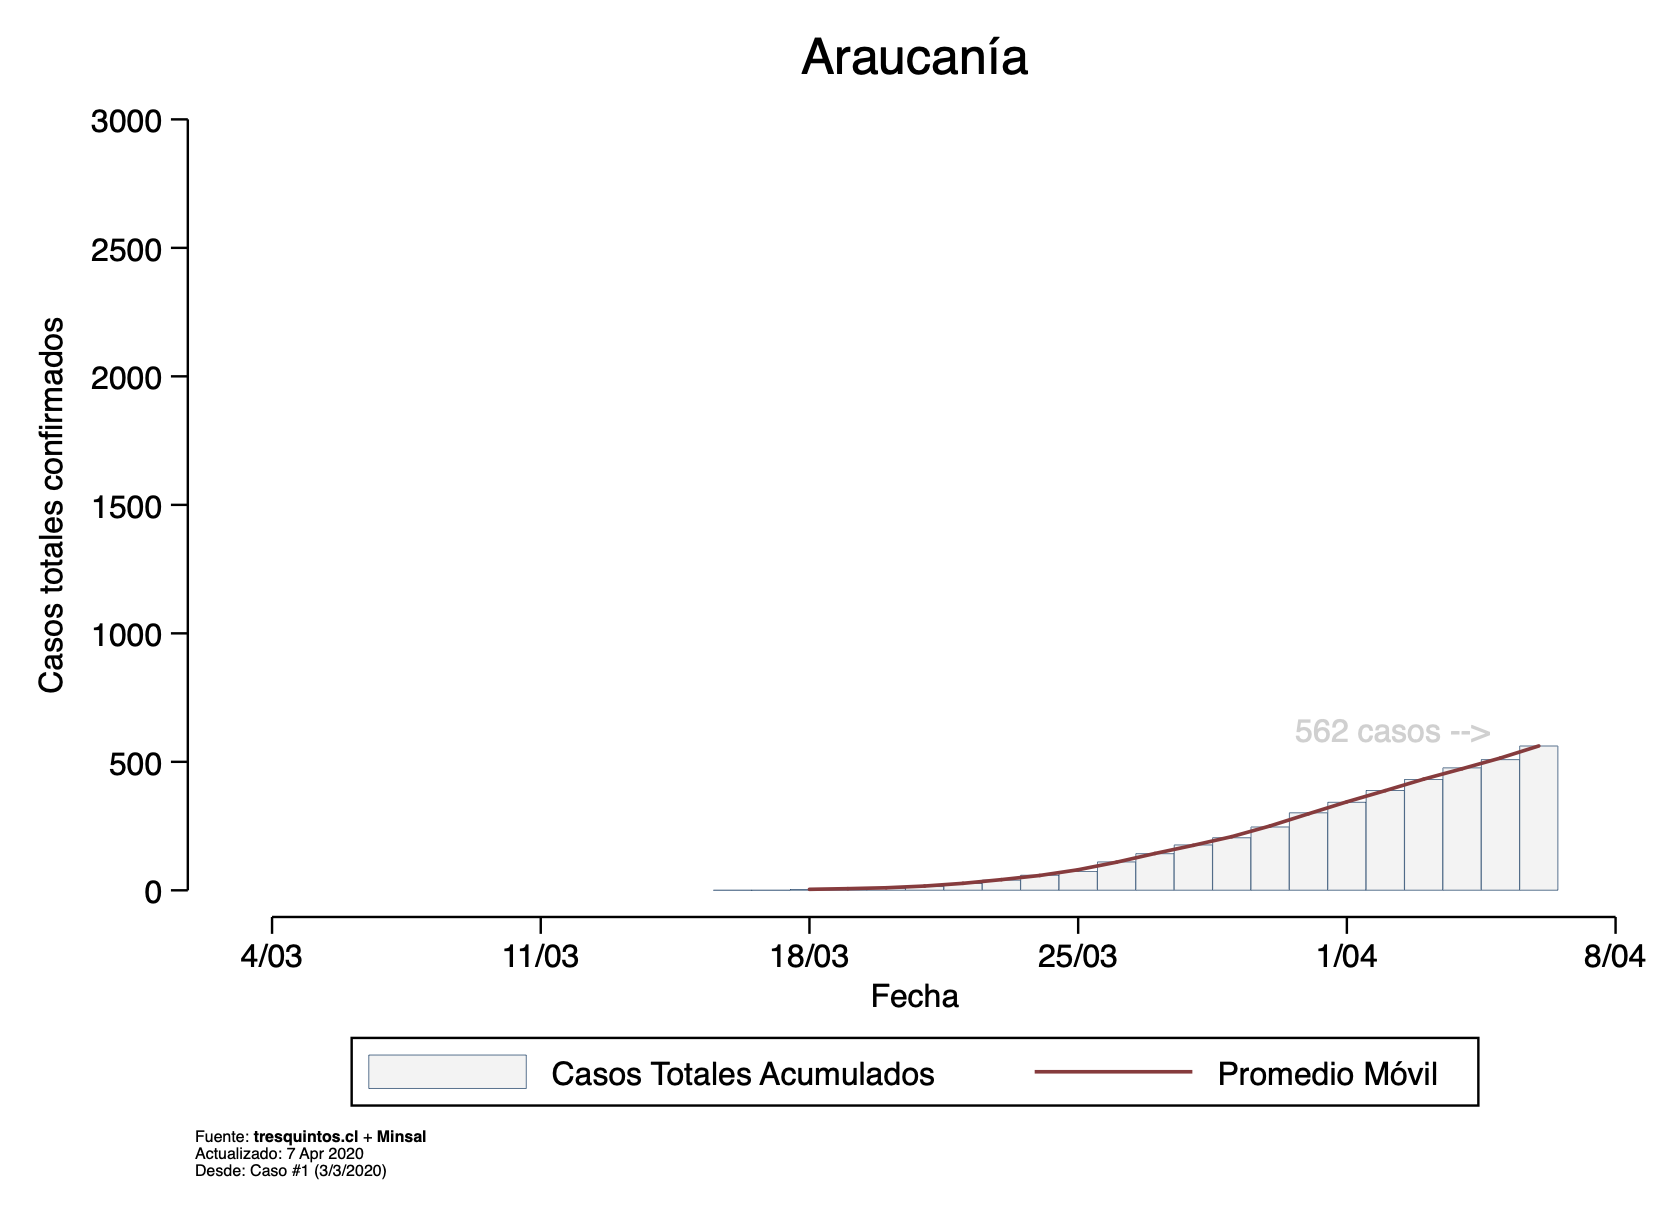 Araucanía
3000
2500
2000
1500
1000
500
0
Casos totales confirmados
562 casos -->
4/03 11/03 18/03 25/03 1/04 8/04
Fecha
Casos Totales Acumulados Promedio Móvil
Fuente: tresquintos.cl + Minsal
Actualizado: 7 Apr 2020
Desde: Caso #1 (3/3/2020)